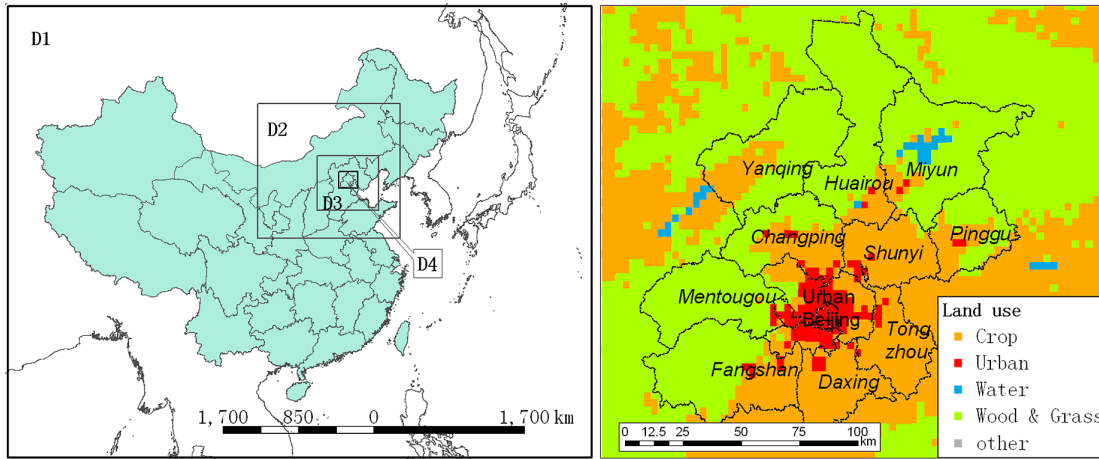 D1
D2
D3
D4
1,700 850 0 1,700 km
Yanqing
Huairou
Miyun
Changping
Shunyi
Pinggu
Mentougou
Urban
Beijing
Tong
zhou
Fangshan
Daxing
Land use
Crop
Urban
Water
Wood & Grass
other
0 12.5 25 50 75 100
km